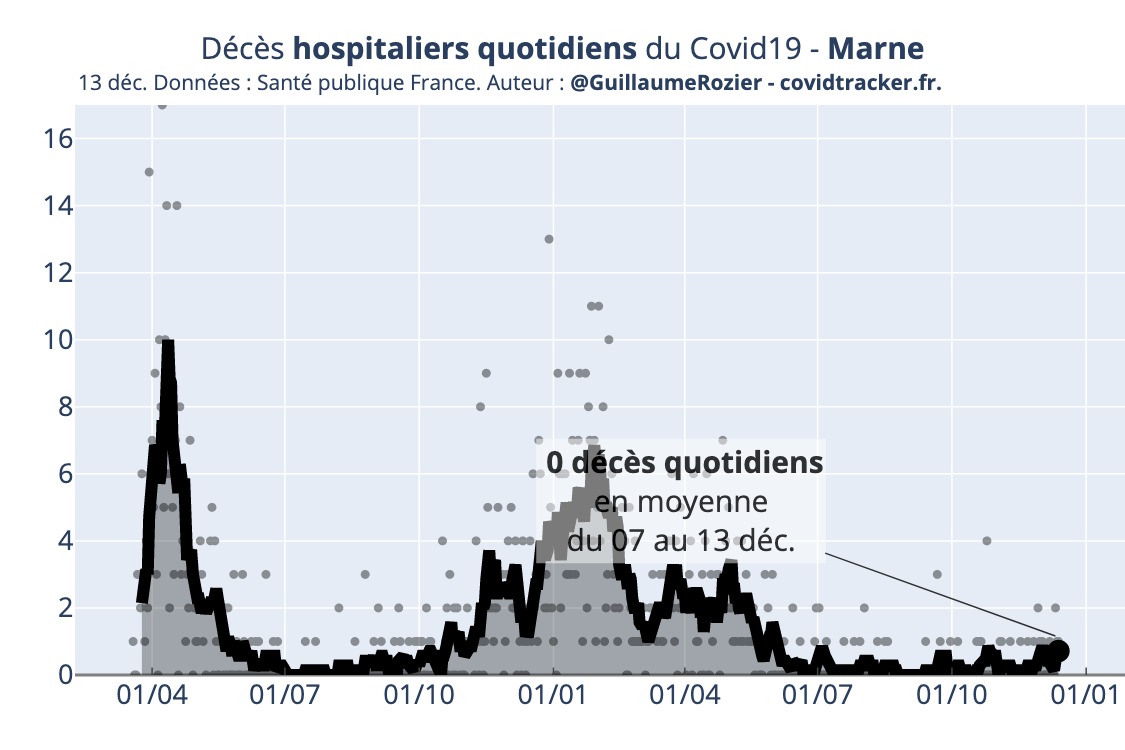 Décès hospitaliers quotidiens du Covid19 - Marne
13 déc. Données : Santé publique France. Auteur : @GuillaumeRozier - covidtracker.fr.
16
14
12
10
8
6
4
2
0
0 décès quotidiens
en moyenne
du 07 au 13 déc.
01/04 01/07 01/10 01/01 01/04 01/07 01/10 01/01